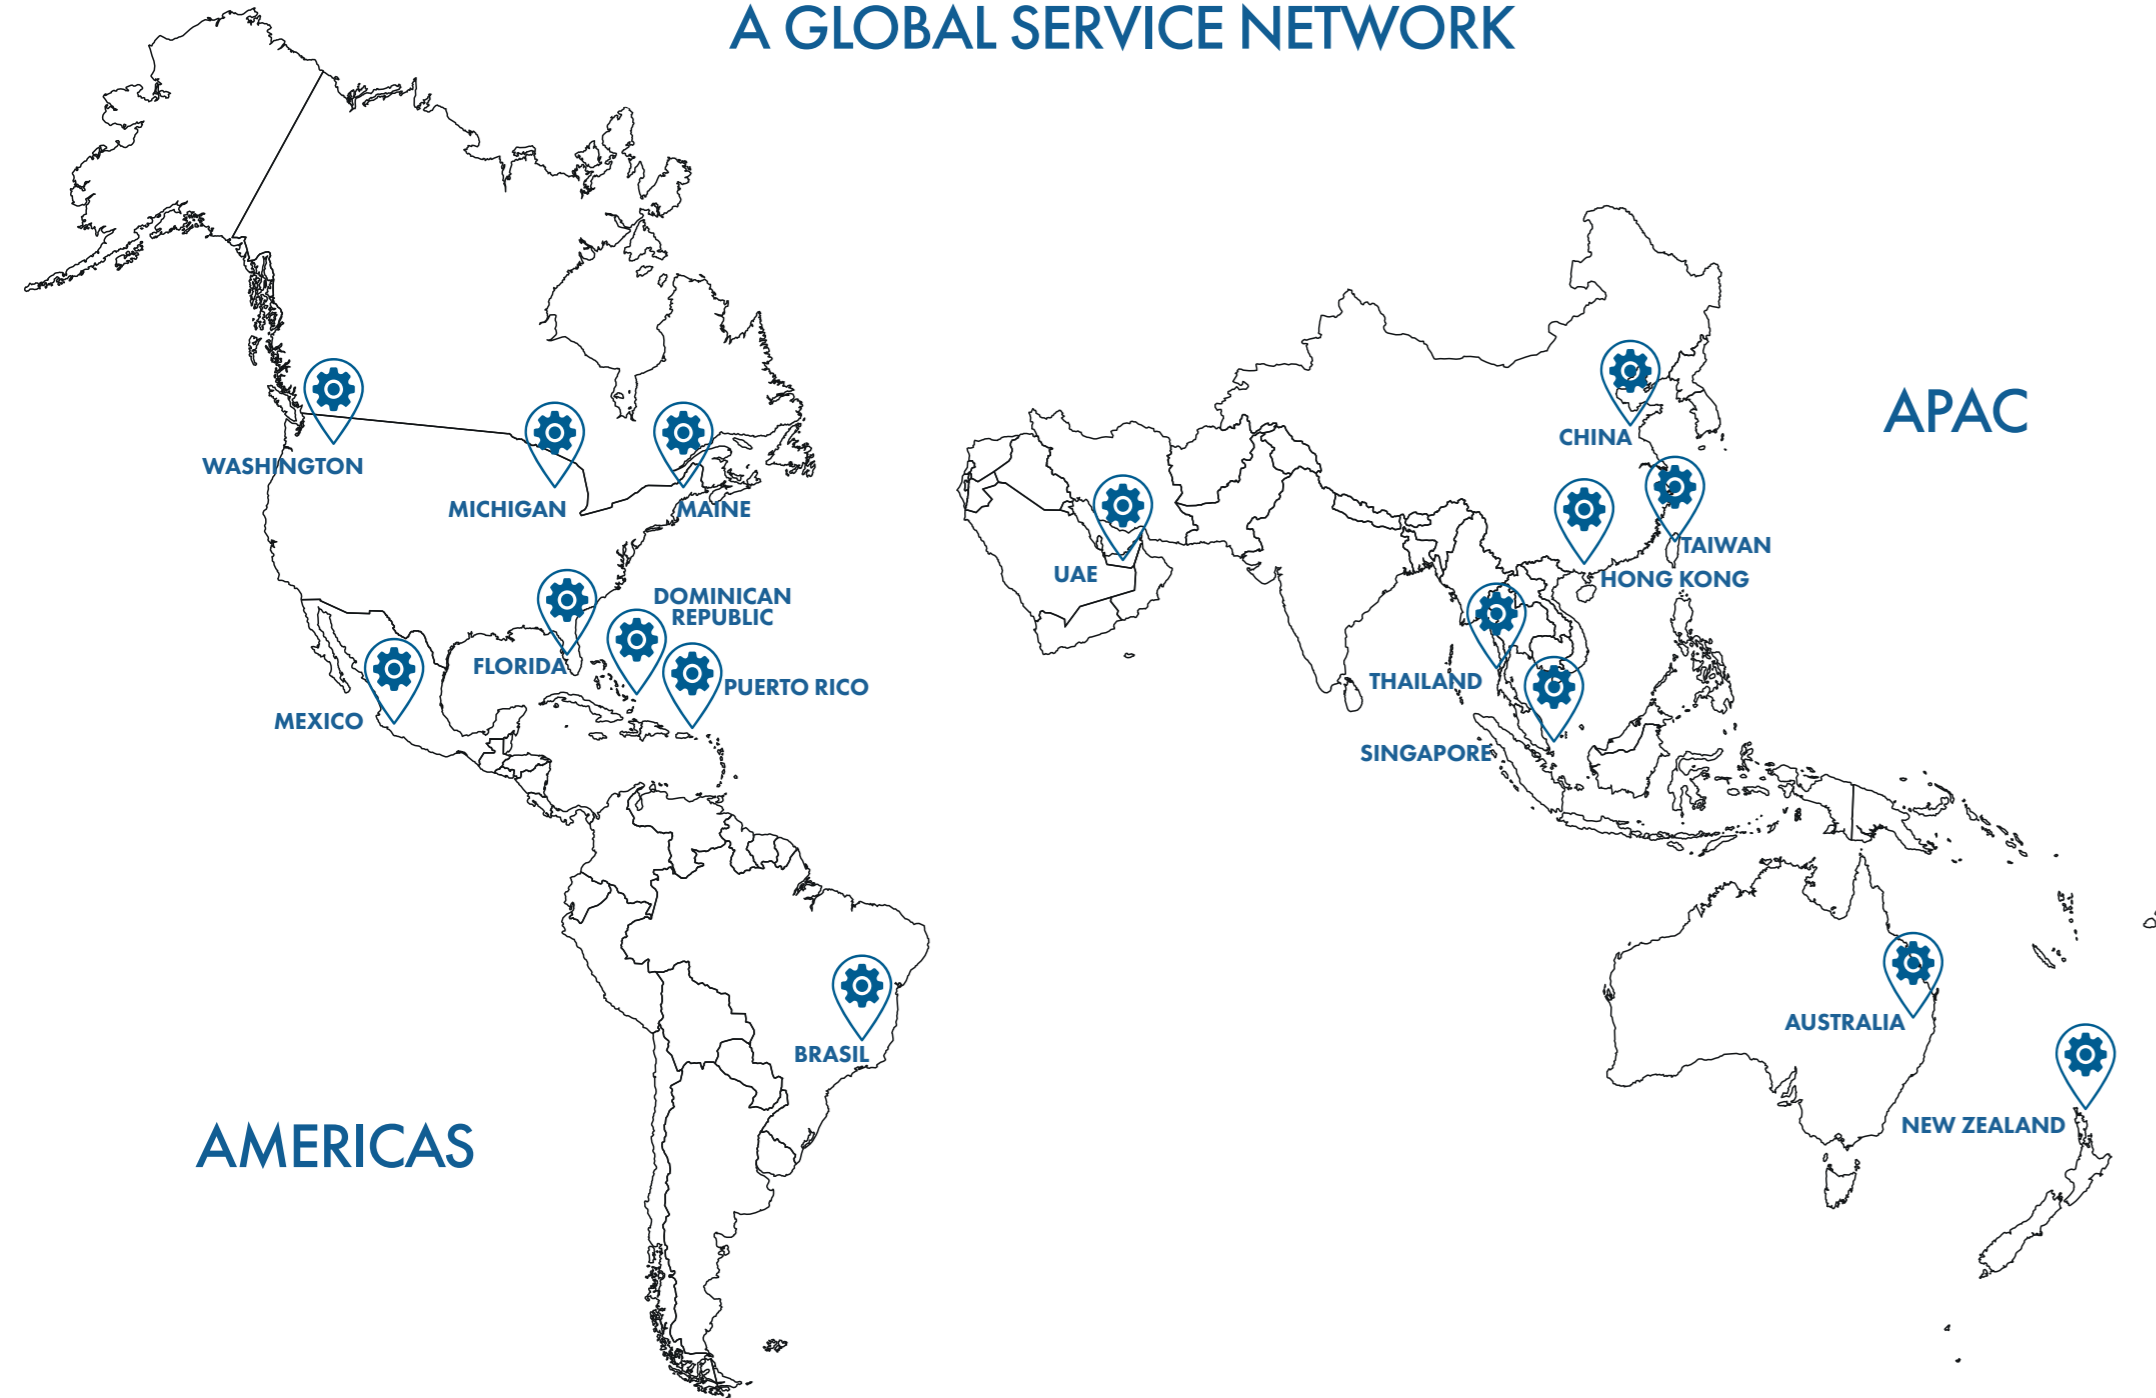 A GLOBAL SERVICE NETWORK
APAC
CHINA
WASHINGTON
MICHIGAN
MAINE
TAIWAN
UAE
HONG KONG
DOMINICAN
REPUBLIC
FLORIDA
THAILAND
PUERTO RICO
MEXICO
SINGAPORE
AUSTRALIA
BRASIL
NEW ZEALAND
AMERICAS